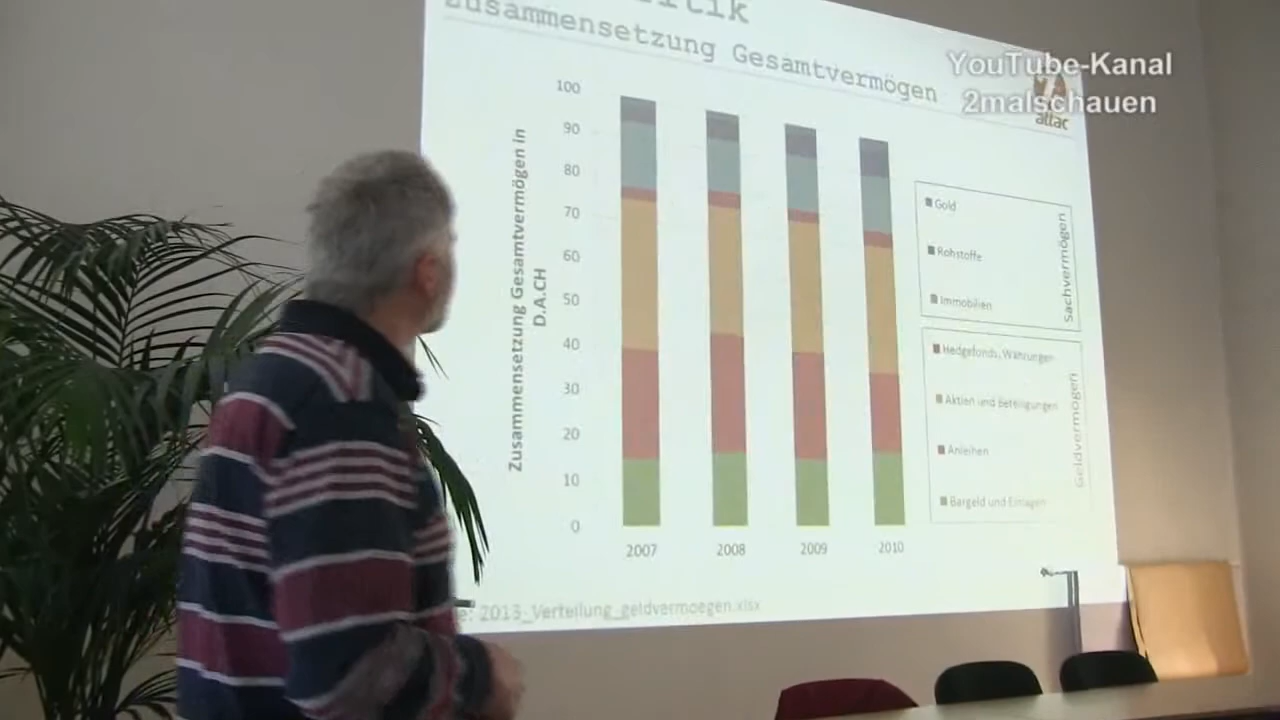 Zusammensetzung Gesamtvermögen
YouTube-Kanal
2malschauen
attac
Zusammensetzung Gesamtvermögen in
D.A.CH
100
90
80
70
60
50
40
30
20
10
0
2007
2008
2009
2010
Gold
Rohstoffe
Immobilien
Sachvermögen
Hedgefonds, Währungen
Aktien und Beteiligungen
Anleihen
Bargeld und Einlagen
Geldvermögen
2013_Verteilung_geldvermoegen.xlsx